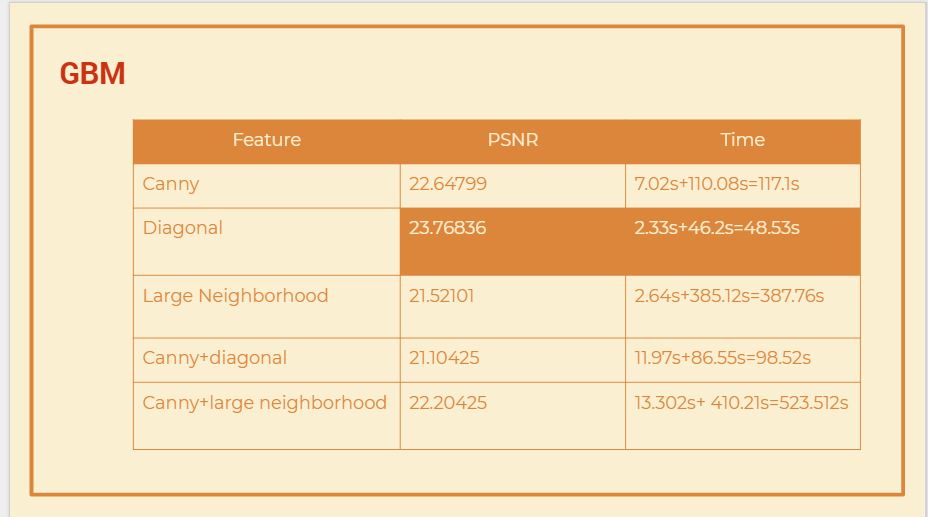 GBM
Feature PSNR Time
Canny 22.64799 7.02s+110.08s=117.1s
Diagonal 23.76836 2.33s+46.2s=48.53s
Large Neighborhood 21.52101 2.64s+385.12s=387.76s
Canny+diagonal 21.10425 11.97s+86.55s=98.52s
Canny+large neighborhood 22.20425 13.302s+ 410.21s=523.512s